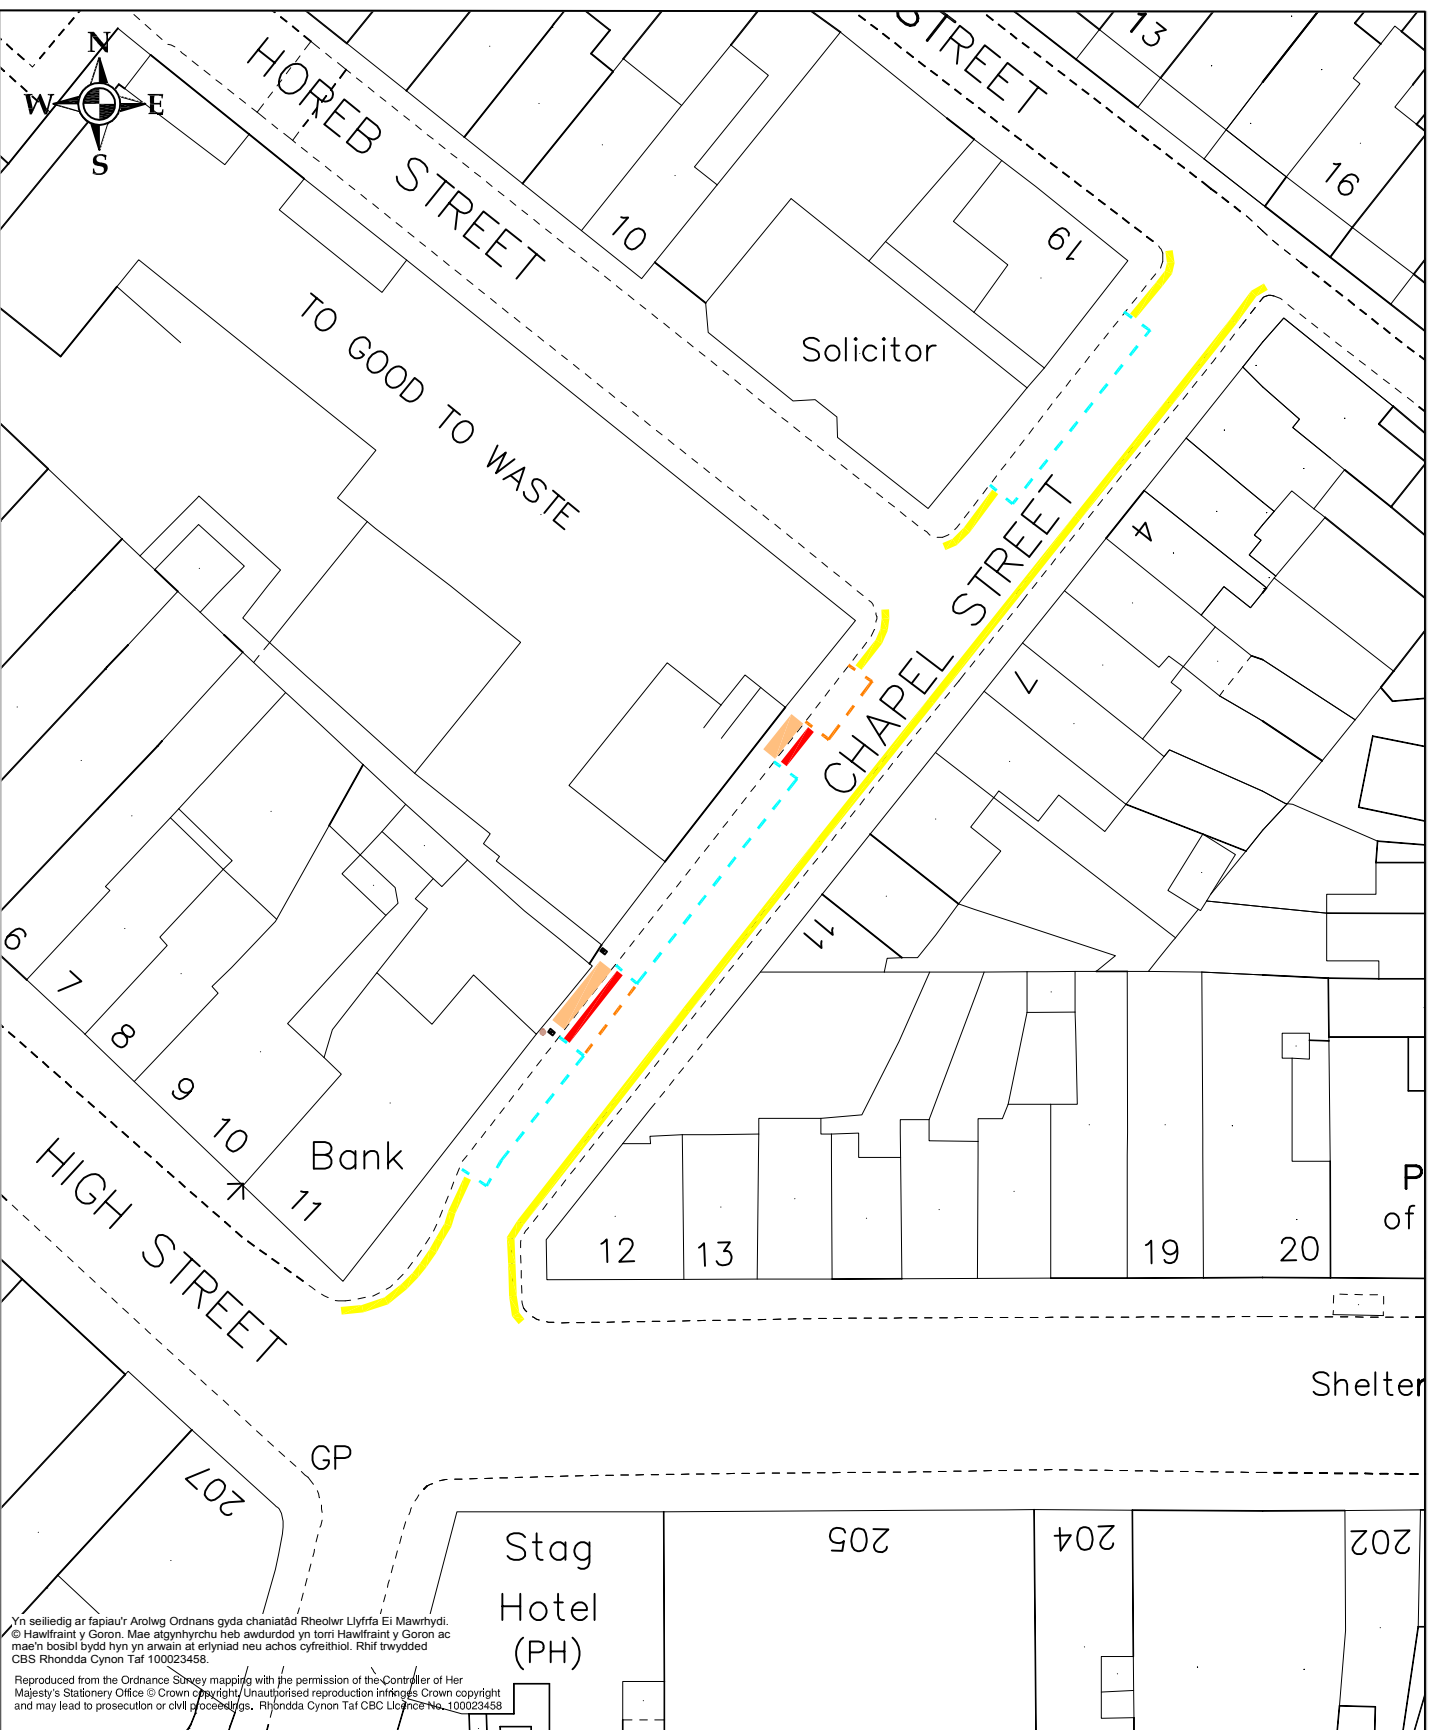 N
W E
S
HOREB STREET
STREET
13
16
10
19
Solicitor
TO GOOD TO WASTE
CHAPEL STREET
4
7
11
6
7
8
9
10
11
Bank
HIGH STREET
12
13
19
20
P
of
Shelter
GP
207
Stag
Hotel
(PH)
205
204
202
Yn seiliedig ar fapiau'r Arolwg Ordnans gyda chaniatâd Rheolwr Llyfrfa Ei Mawrhydi.
© Hawlfraint y Goron. Mae atgynhyrchu heb awdurdod yn torri Hawlfraint y Goron ac
mae'n bosibl bydd hyn yn arwain at erlyniad neu achos cyfreithiol. Rhif trwydded
CBS Rhondda Cynon Taf 100023458.
Reproduced from the Ordnance Survey mapping with the permission of the Controller of Her
Majesty's Stationery Office © Crown copyright. Unauthorised reproduction infringes Crown copyright
and may lead to prosecution or civil proceedings. Rhondda Cynon Taf CBC Licence No. 100023458